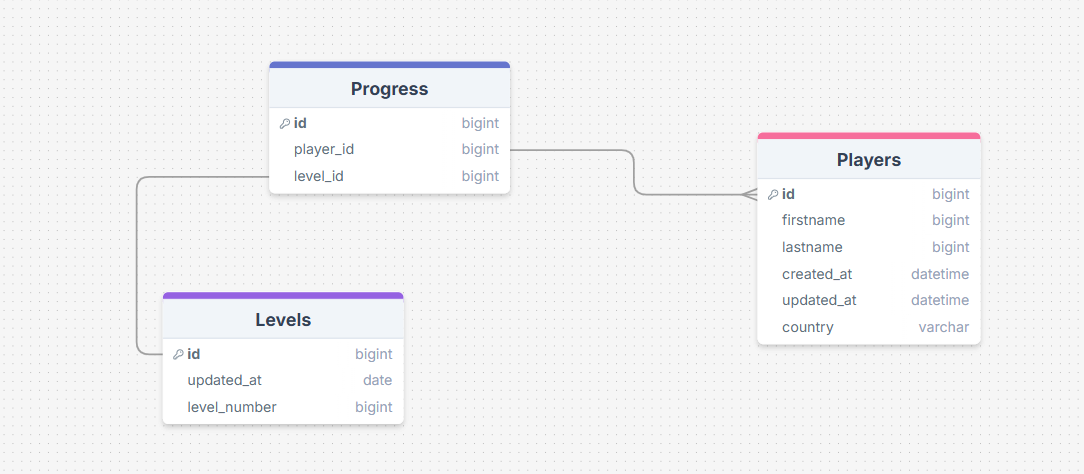 Progress
id bigint
player_id bigint
level_id bigint
Players
id bigint
firstname bigint
lastname bigint
created_at datetime
updated_at datetime
country varchar
Levels
id bigint
updated_at date
level_number bigint